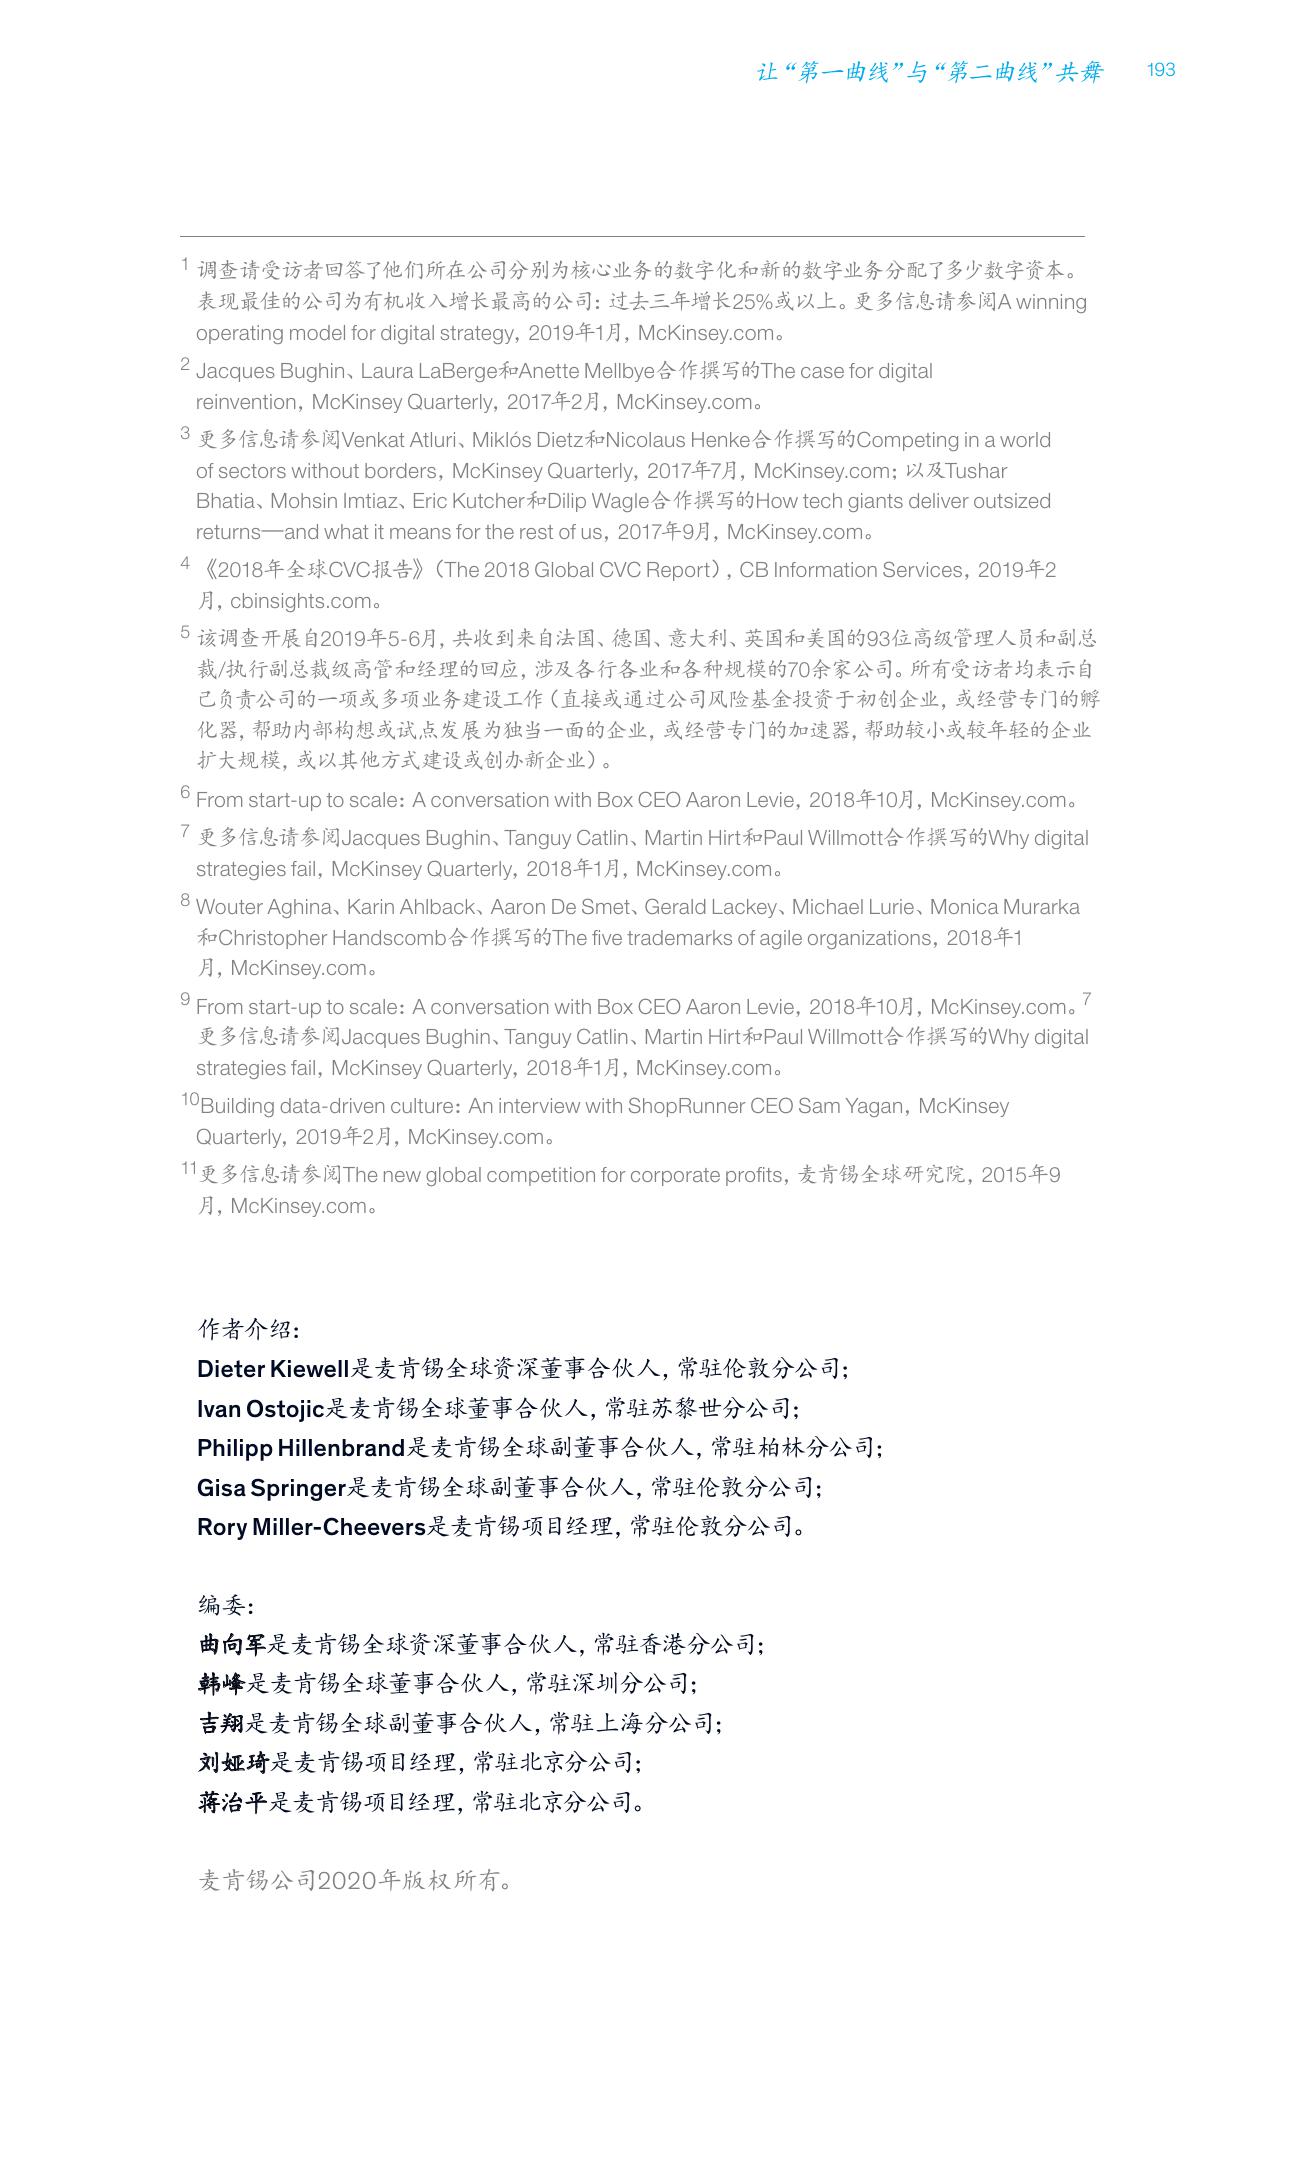 让“第一曲线”与“第二曲线”共舞 193
1 调查请受访者回答了他们所在公司分别为核心业务的数字化和新的数字业务分配了多少数字资本。
表现最佳的公司为有机收入增长最高的公司：过去三年增长25%或以上。更多信息请参阅A winning
operating model for digital strategy，2019年1月，McKinsey.com。
2 Jacques Bughin、Laura LaBerge和Anette Mellbye合作撰写的The case for digital
reinvention，McKinsey Quarterly，2017年2月，McKinsey.com。
3 更多信息请参阅Venkat Atluri、Miklós Dietz和Nicolaus Henke合作撰写的Competing in a world
of sectors without borders，McKinsey Quarterly，2017年7月，McKinsey.com；以及Tushar
Bhatia、Mohsin Imtiaz、Eric Kutcher和Dilip Wagle合作撰写的How tech giants deliver outsized
returns—and what it means for the rest of us，2017年9月，McKinsey.com。
4 《2018年全球CVC报告》（The 2018 Global CVC Report），CB Information Services，2019年2
月，cbinsights.com。
5 该调查开展自2019年5-6月，共收到来自法国、德国、意大利、英国和美国的93位高级管理人员和副总
裁/执行副总裁级高管和经理的回应，涉及各行各业和各种规模的70余家公司。所有受访者均表示自
己负责公司的一项或多项业务建设工作（直接或通过公司风险基金投资于初创企业，或经营专门的孵
化器，帮助内部构想或试点发展为独当一面的企业，或经营专门的加速器，帮助较小或较年轻的企业
扩大规模，或以其他方式建设或创办新企业）。
6 From start-up to scale：A conversation with Box CEO Aaron Levie，2018年10月，McKinsey.com。
7 更多信息请参阅Jacques Bughin、Tanguy Catlin、Martin Hirt和Paul Willmott合作撰写的Why digital
strategies fail，McKinsey Quarterly，2018年1月，McKinsey.com。
8 Wouter Aghina、Karin Ahlback、Aaron De Smet、Gerald Lackey、Michael Lurie、Monica Murarka
和Christopher Handscomb合作撰写的The five trademarks of agile organizations，2018年1
月，McKinsey.com。
9 From start-up to scale：A conversation with Box CEO Aaron Levie，2018年10月，McKinsey.com。7
更多信息请参阅Jacques Bughin、Tanguy Catlin、Martin Hirt和Paul Willmott合作撰写的Why digital
strategies fail，McKinsey Quarterly，2018年1月，McKinsey.com。
10Building data-driven culture：An interview with ShopRunner CEO Sam Yagan，McKinsey
Quarterly，2019年2月，McKinsey.com。
11更多信息请参阅The new global competition for corporate profits，麦肯锡全球研究院，2015年9
月，McKinsey.com。
作者介绍：
Dieter Kiewell是麦肯锡全球资深董事合伙人，常驻伦敦分公司；
Ivan Ostojic是麦肯锡全球董事合伙人，常驻苏黎世分公司；
Philipp Hillenbrand是麦肯锡全球副董事合伙人，常驻柏林分公司；
Gisa Springer是麦肯锡全球副董事合伙人，常驻伦敦分公司；
Rory Miller-Cheevers是麦肯锡项目经理，常驻伦敦分公司。
编委：
曲向军是麦肯锡全球资深董事合伙人，常驻香港分公司；
韩峰是麦肯锡全球董事合伙人，常驻深圳分公司；
吉翔是麦肯锡全球副董事合伙人，常驻上海分公司；
刘娅琦是麦肯锡项目经理，常驻北京分公司；
蒋治平是麦肯锡项目经理，常驻北京分公司。
麦肯锡公司2020年版权所有。